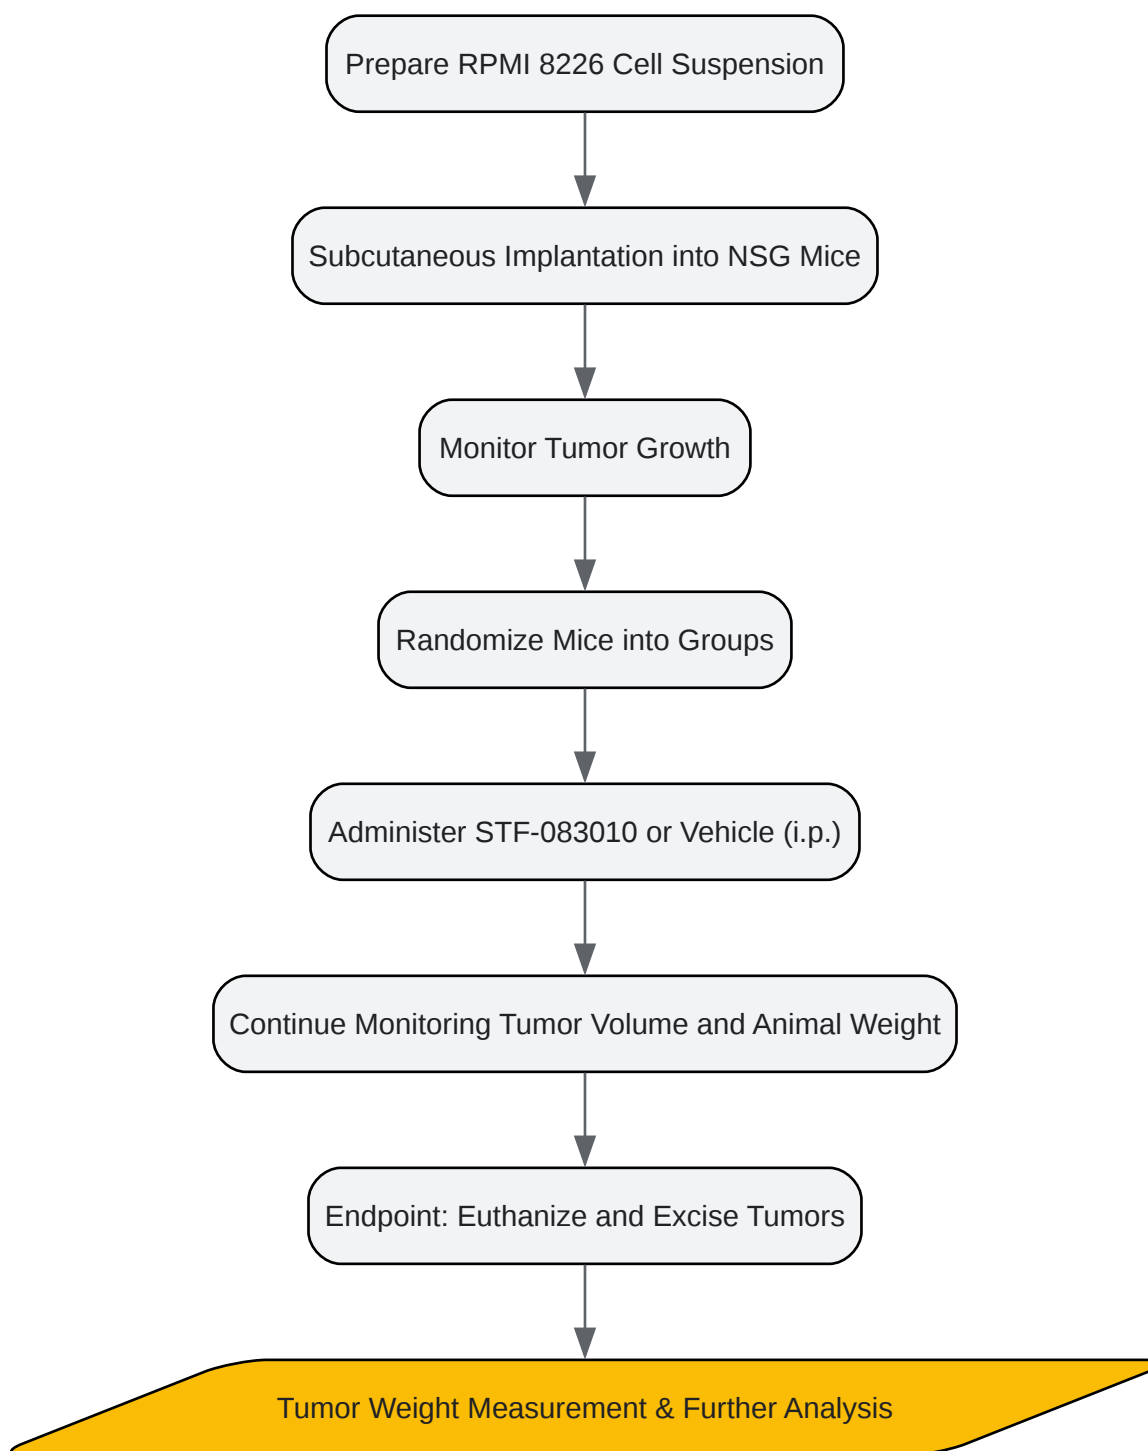 Prepare RPMI 8226 Cell Suspension
Subcutaneous Implantation into NSG Mice
Monitor Tumor Growth
Randomize Mice into Groups
Administer STF-083010 or Vehicle (i.p.)
Continue Monitoring Tumor Volume and Animal Weight
Endpoint: Euthanize and Excise Tumors
Tumor Weight Measurement & Further Analysis